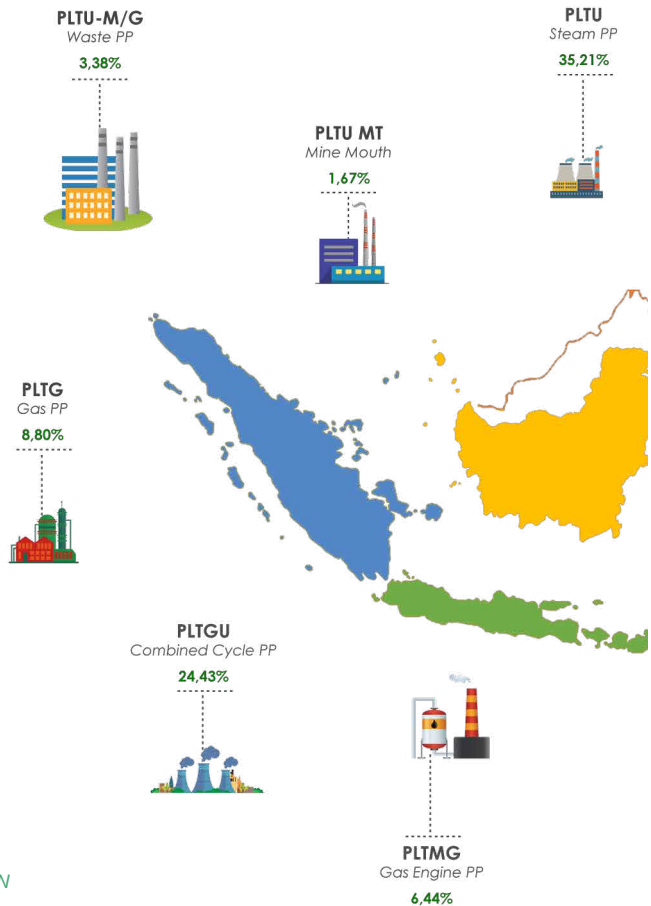 PLTU-M/G
Waste PP
3,38%
PLTU
Steam PP
35,21%
PLTU MT
Mine Mouth
1,67%
PLTG
Gas PP
8,80%
PLTGU
Combined Cycle PP
24,43%
PLTMG
Gas Engine PP
6,44%
N